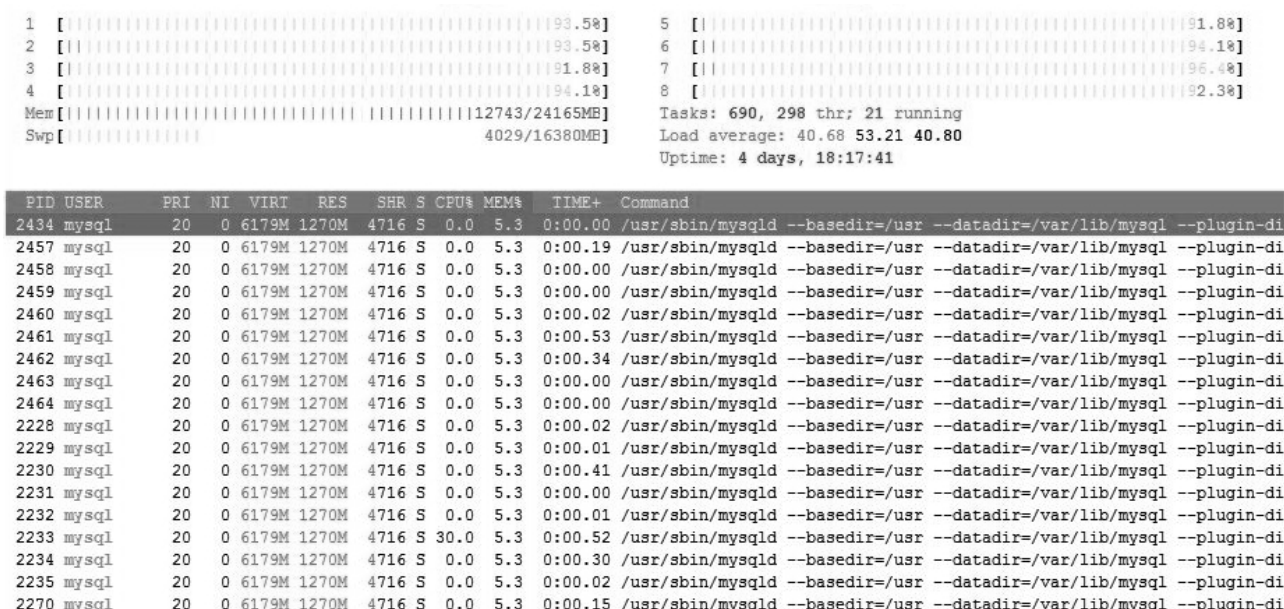 1 [93.5%] 5 [91.8%]
2 [93.5%] 6 [94.1%]
3 [91.8%] 7 [96.4%]
4 [94.1%] 8 [92.3%]
Mem[12743/24165MB] Tasks: 690, 298 thr; 21 running
Swp[4029/16380MB] Load average: 40.68 53.21 40.80
Uptime: 4 days, 18:17:41
PID USER PRI NI VIRT RES SHR S CPU% MEM% TIME+ Command
2434 mysql 20 0 6179M 1270M 4716 S 0.0 5.3 0:00.00 /usr/sbin/mysqld --basedir=/usr --datadir=/var/lib/mysql --plugin-di
2457 mysql 20 0 6179M 1270M 4716 S 0.0 5.3 0:00.19 /usr/sbin/mysqld --basedir=/usr --datadir=/var/lib/mysql --plugin-di
2458 mysql 20 0 6179M 1270M 4716 S 0.0 5.3 0:00.00 /usr/sbin/mysqld --basedir=/usr --datadir=/var/lib/mysql --plugin-di
2459 mysql 20 0 6179M 1270M 4716 S 0.0 5.3 0:00.00 /usr/sbin/mysqld --basedir=/usr --datadir=/var/lib/mysql --plugin-di
2460 mysql 20 0 6179M 1270M 4716 S 0.0 5.3 0:00.02 /usr/sbin/mysqld --basedir=/usr --datadir=/var/lib/mysql --plugin-di
2461 mysql 20 0 6179M 1270M 4716 S 0.0 5.3 0:00.53 /usr/sbin/mysqld --basedir=/usr --datadir=/var/lib/mysql --plugin-di
2462 mysql 20 0 6179M 1270M 4716 S 0.0 5.3 0:00.34 /usr/sbin/mysqld --basedir=/usr --datadir=/var/lib/mysql --plugin-di
2463 mysql 20 0 6179M 1270M 4716 S 0.0 5.3 0:00.00 /usr/sbin/mysqld --basedir=/usr --datadir=/var/lib/mysql --plugin-di
2464 mysql 20 0 6179M 1270M 4716 S 0.0 5.3 0:00.00 /usr/sbin/mysqld --basedir=/usr --datadir=/var/lib/mysql --plugin-di
2228 mysql 20 0 6179M 1270M 4716 S 0.0 5.3 0:00.02 /usr/sbin/mysqld --basedir=/usr --datadir=/var/lib/mysql --plugin-di
2229 mysql 20 0 6179M 1270M 4716 S 0.0 5.3 0:00.01 /usr/sbin/mysqld --basedir=/usr --datadir=/var/lib/mysql --plugin-di
2230 mysql 20 0 6179M 1270M 4716 S 0.0 5.3 0:00.41 /usr/sbin/mysqld --basedir=/usr --datadir=/var/lib/mysql --plugin-di
2231 mysql 20 0 6179M 1270M 4716 S 0.0 5.3 0:00.00 /usr/sbin/mysqld --basedir=/usr --datadir=/var/lib/mysql --plugin-di
2232 mysql 20 0 6179M 1270M 4716 S 0.0 5.3 0:00.01 /usr/sbin/mysqld --basedir=/usr --datadir=/var/lib/mysql --plugin-di
2233 mysql 20 0 6179M 1270M 4716 S 30.0 5.3 0:00.52 /usr/sbin/mysqld --basedir=/usr --datadir=/var/lib/mysql --plugin-di
2234 mysql 20 0 6179M 1270M 4716 S 0.0 5.3 0:00.30 /usr/sbin/mysqld --basedir=/usr --datadir=/var/lib/mysql --plugin-di
2235 mysql 20 0 6179M 1270M 4716 S 0.0 5.3 0:00.02 /usr/sbin/mysqld --basedir=/usr --datadir=/var/lib/mysql --plugin-di
2270 mysql 20 0 6179M 1270M 4716 S 0.0 5.3 0:00.15 /usr/sbin/mysqld --basedir=/usr --datadir=/var/lib/mysql --plugin-di